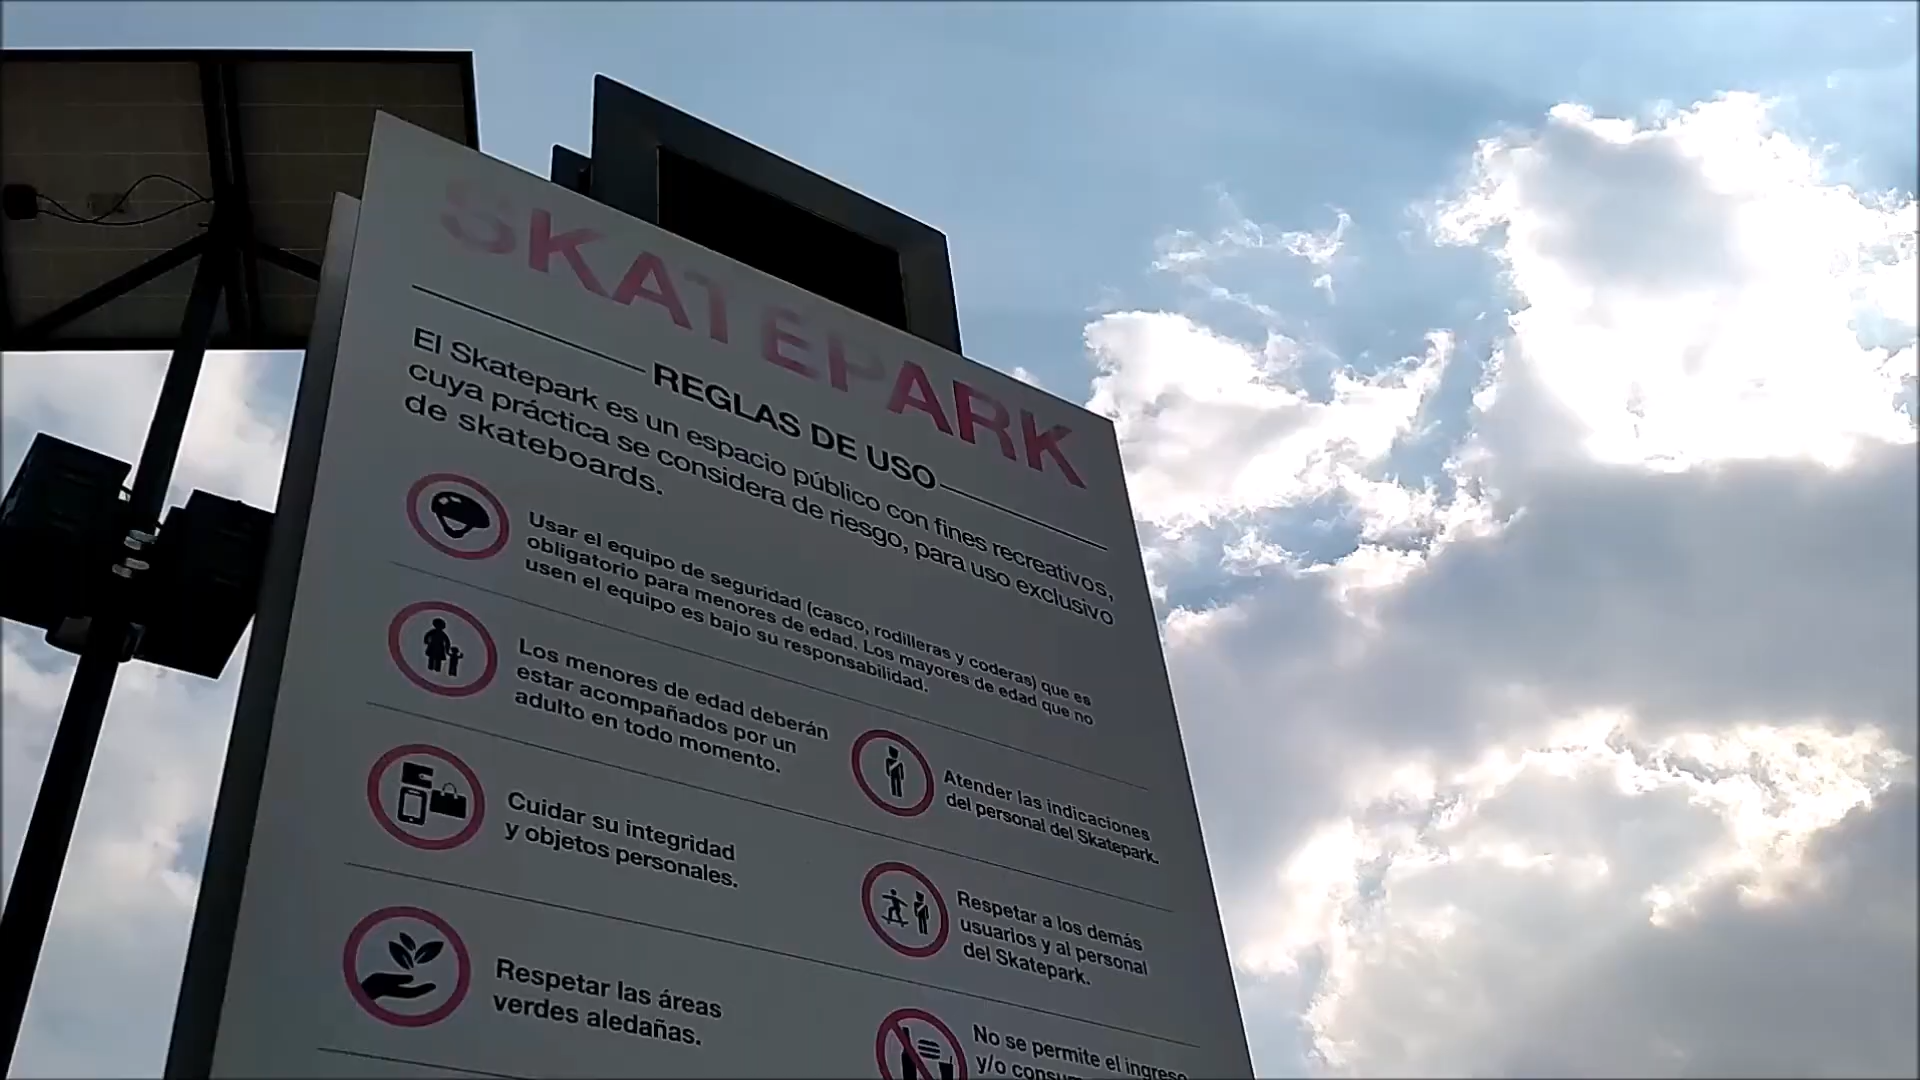 SKATEPARK
REGLAS DE USO
El Skatepark es un espacio público con fines recreativos,
cuya práctica se considera de riesgo, para uso exclusivo
de skateboards.
Usar el equipo de seguridad (casco, rodilleras y coderas) que es
obligatorio para menores de edad. Los mayores de edad que no
usen el equipo es bajo su responsabilidad.
Los menores de edad deberán
estar acompañados por un
adulto en todo momento.
Atender las indicaciones
del personal del Skatepark.
Cuidar su integridad
y objetos personales.
Respetar a los demás
usuarios y al personal
del Skatepark.
Respetar las áreas
verdes aledañas.
No se permite el ingreso
y/o